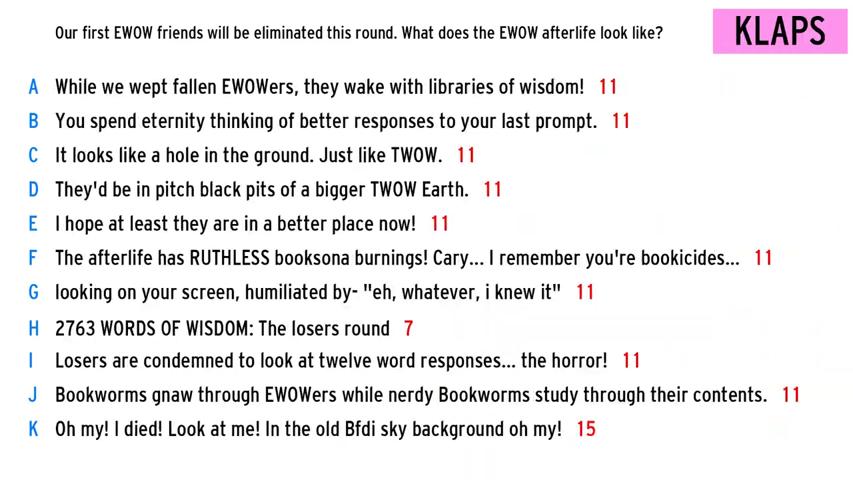 Our first EWOW friends will be eliminated this round. What does the EWOW afterlife look like?
KLAPS
A While we wept fallen EWOWers, they wake with libraries of wisdom! 11
B You spend eternity thinking of better responses to your last prompt. 11
C It looks like a hole in the ground. Just like TWOW. 11
D They'd be in pitch black pits of a bigger TWOW Earth. 11
E I hope at least they are in a better place now! 11
F The afterlife has RUTHLESS booksona burnings! Cary... I remember you're bookicides... 11
G looking on your screen, humiliated by- "eh, whatever, i knew it" 11
H 2763 WORDS OF WISDOM: The losers round 7
I Losers are condemned to look at twelve word responses... the horror! 11
J Bookworms gnaw through EWOWers while nerdy Bookworms study through their contents. 11
K Oh my! I died! Look at me! In the old Bfdi sky background oh my! 15